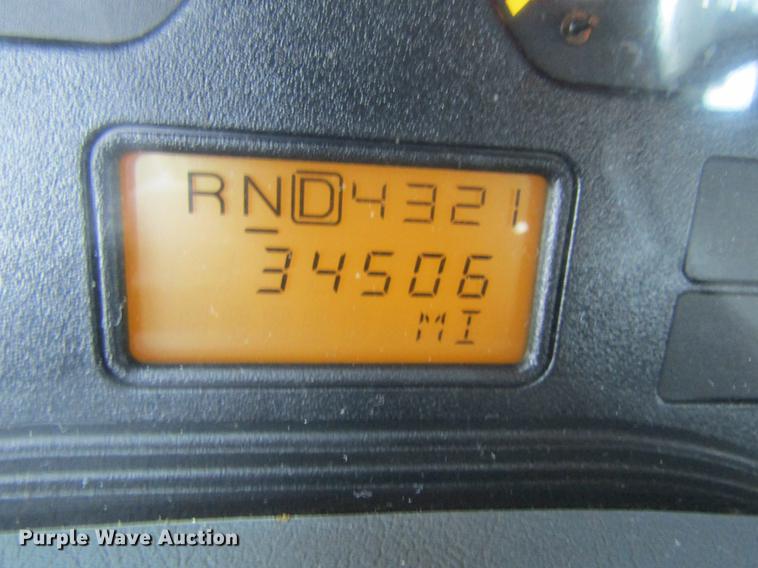 RND4321
34506
MI
Purple Wave Auction